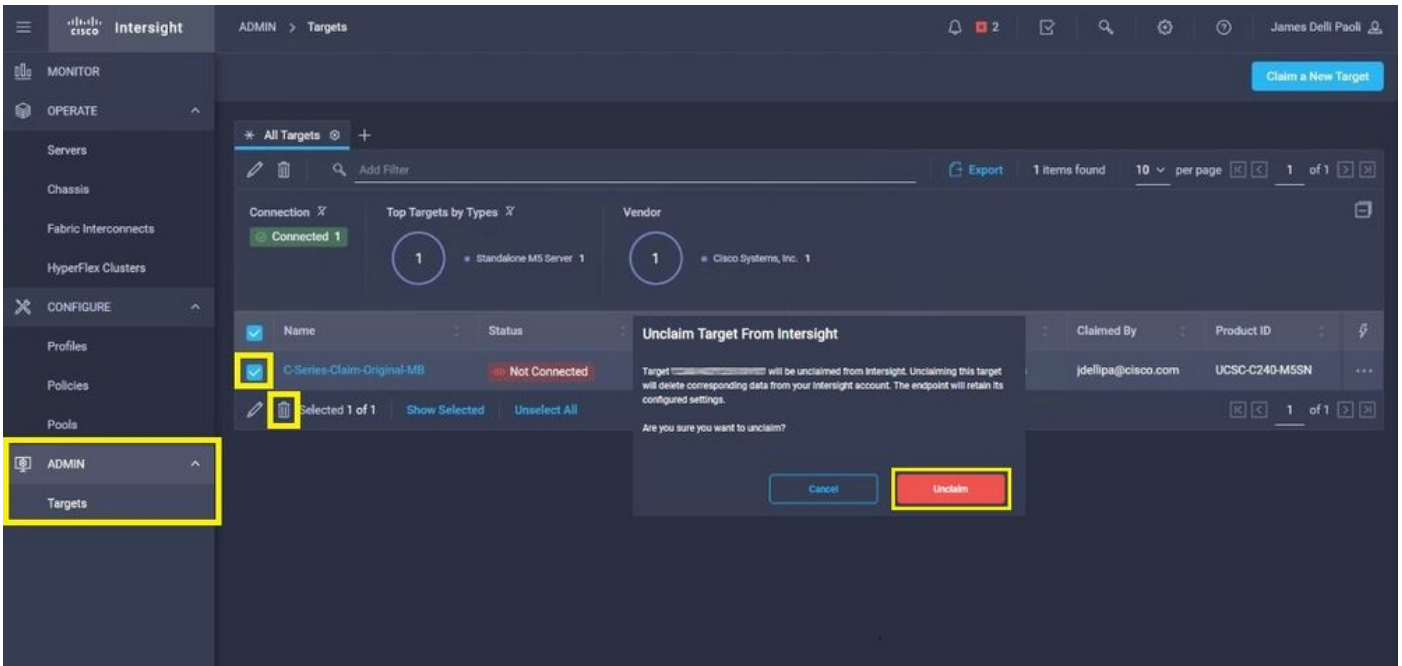 cisco Intersight
ADMIN > Targets
2
James Delli Paoli
MONITOR
Claim a New Target
OPERATE
All Targets
Servers
Add Filter
Export
1 items found
10 per page
1 of 1
Chassis
Fabric Interconnects
HyperFlex Clusters
Connection
Connected 1
Top Targets by Types
1
Standalone M5 Server 1
Vendor
1
Cisco Systems, Inc. 1
CONFIGURE
Profiles
Policies
Pools
Name
Status
Claimed By
Product ID
C-Series-Claim-Original-MB
Not Connected
jdellipa@cisco.com
UCSC-C240-M5SN
Selected 1 of 1
Show Selected
Unselect All
1 of 1
Unclaim Target From Intersight
Target will be unclaimed from Intersight. Unclaiming this target
will delete corresponding data from your Intersight account. The endpoint will retain its
configured settings.
Are you sure you want to unclaim?
Cancel
Unclaim
ADMIN
Targets